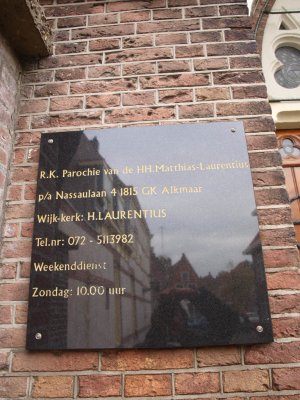 R.K. Parochie van de HH.Matthias-Laurentius
p/a Nassaulaan 4 1815 GK Alkmaar
Wijk-kerk: H.LAURENTIUS
Tel.nr: 072 - 5113982
Weekenddienst
Zondag: 10.00 uur